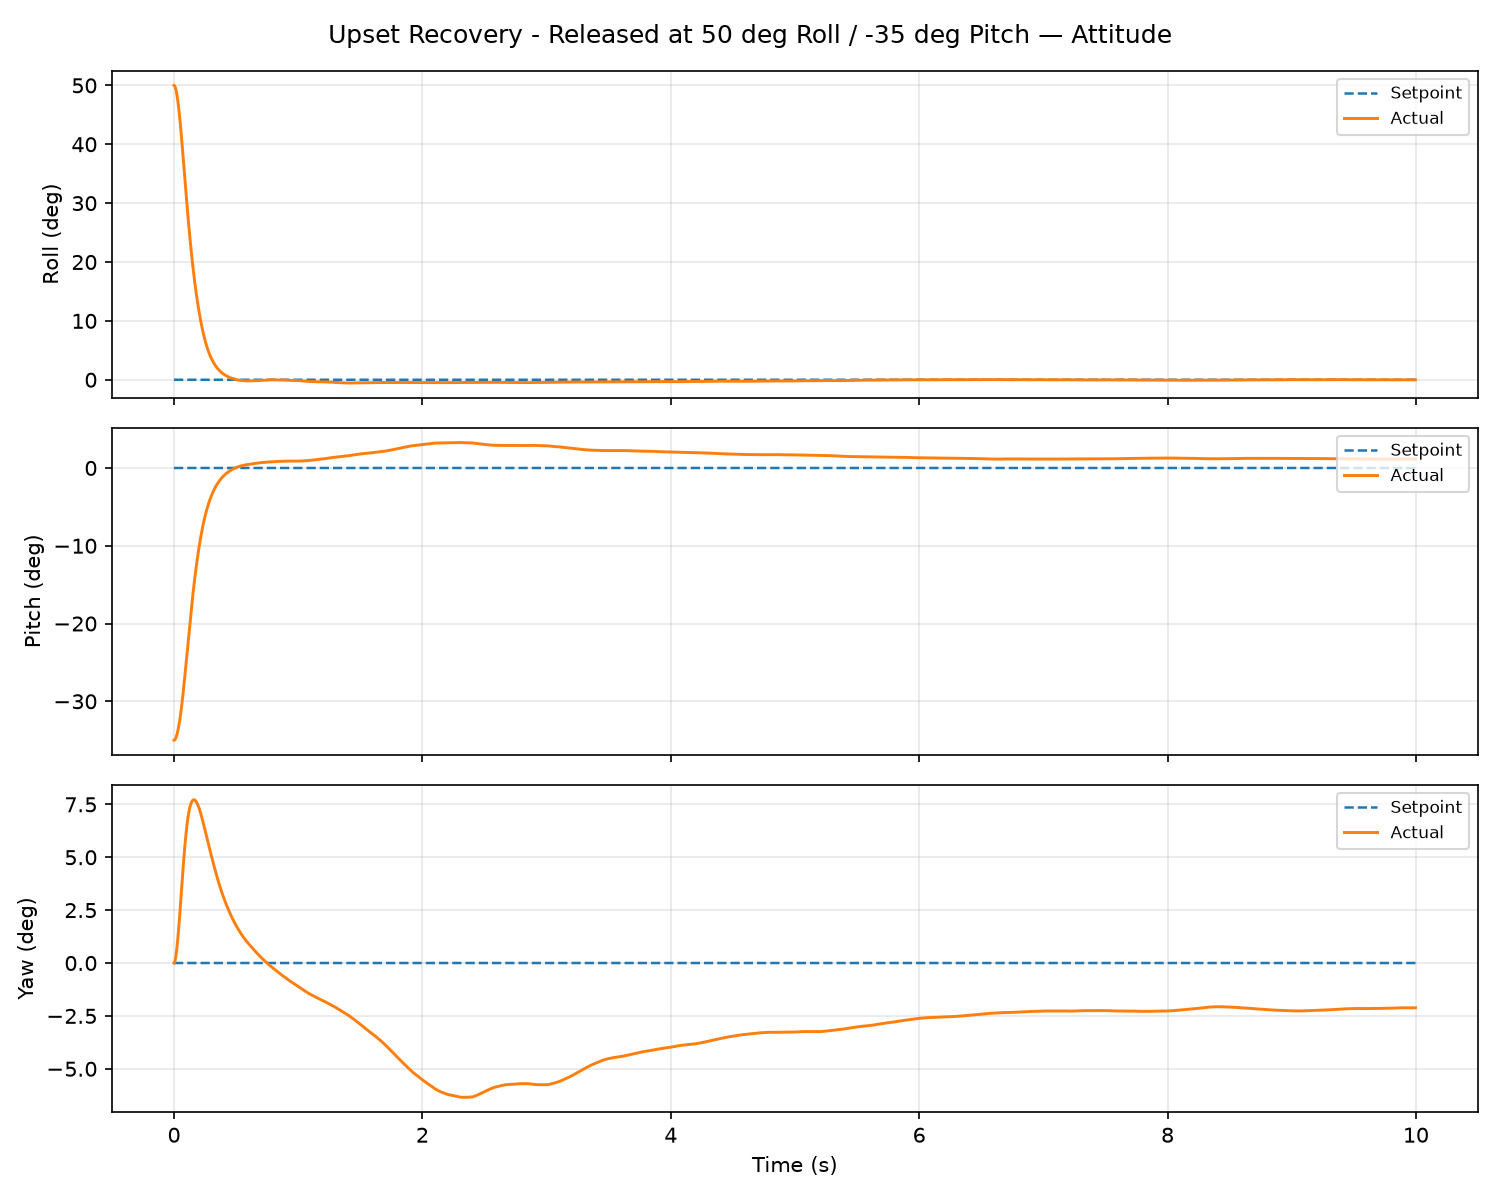 Upset Recovery - Released at 50 deg Roll / -35 deg Pitch — Attitude
50
40
30
20
10
0
Roll (deg)
Setpoint
Actual
0
−10
−20
−30
Pitch (deg)
Setpoint
Actual
7.5
5.0
2.5
0.0
−2.5
−5.0
Yaw (deg)
Setpoint
Actual
0 2 4 6 8 10
Time (s)